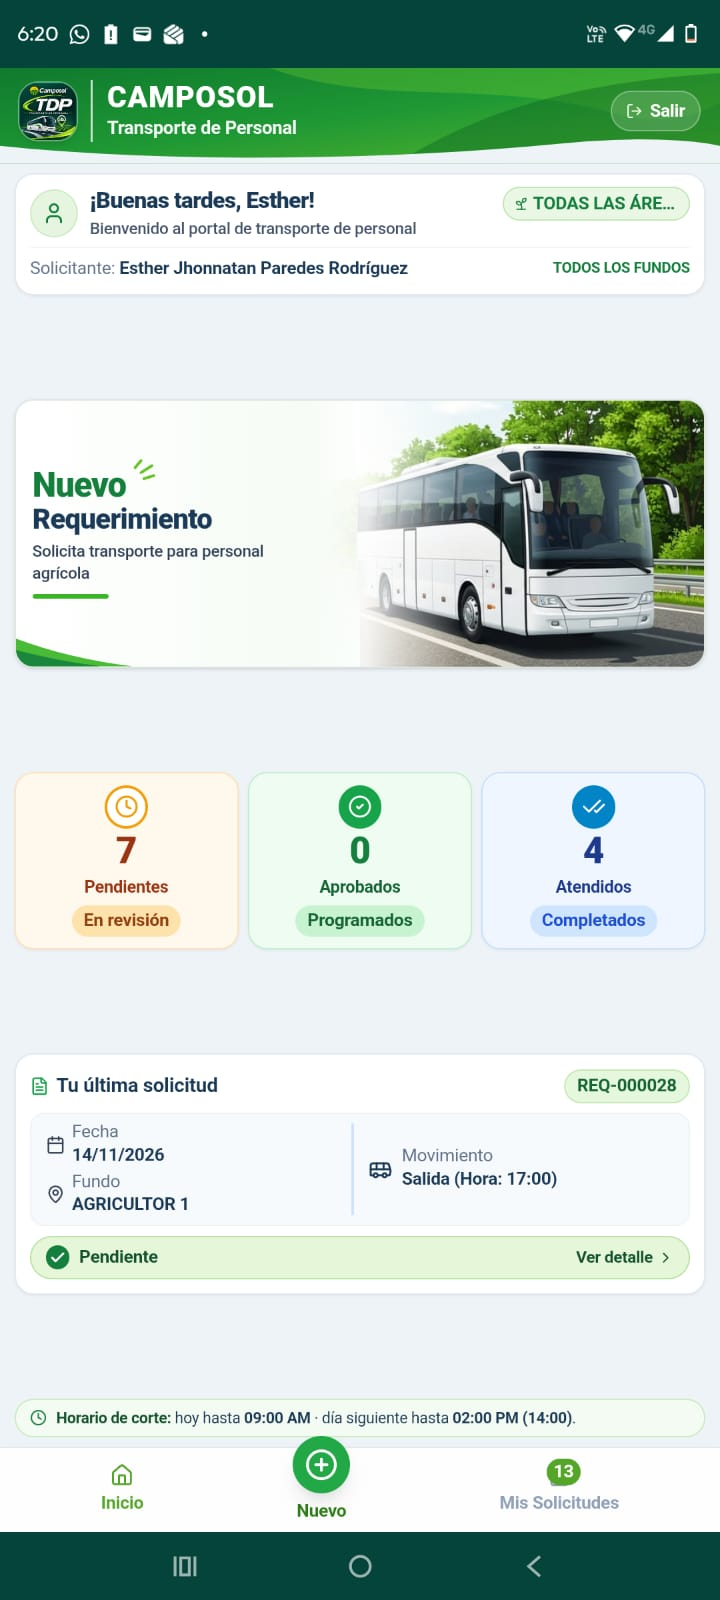 6:20
Vo LTE
4G
Camposol
TDP
CAMPOSOL
Transporte de Personal
Salir
¡Buenas tardes, Esther!
Bienvenido al portal de transporte de personal
TODAS LAS ÁRE...
Solicitante: Esther Jhonnatan Paredes Rodríguez
TODOS LOS FUNDOS
Nuevo
Requerimiento
Solicita transporte para personal
agrícola
7
Pendientes
En revisión
0
Aprobados
Programados
4
Atendidos
Completados
Tu última solicitud
REQ-000028
Fecha
14/11/2026
Fundo
AGRICULTOR 1
Movimiento
Salida (Hora: 17:00)
Pendiente
Ver detalle
Horario de corte: hoy hasta 09:00 AM · día siguiente hasta 02:00 PM (14:00).
Inicio
Nuevo
13
Mis Solicitudes